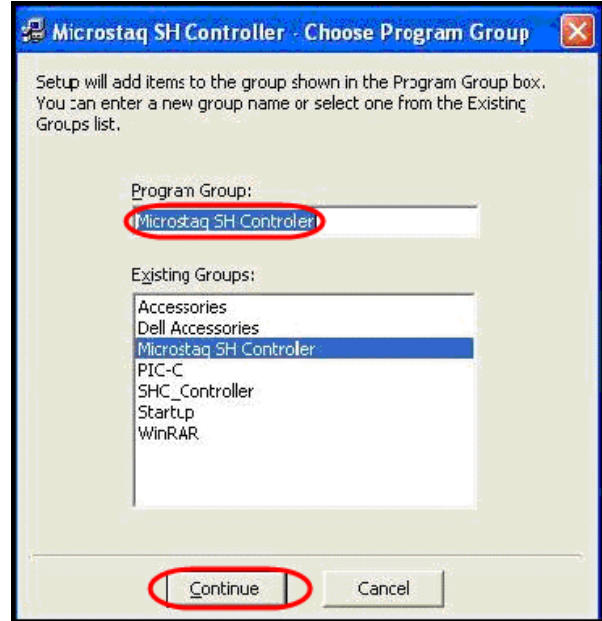 Microstaq SH Controller - Choose Program Group
Setup will add items to the group shown in the Program Group box.
You can enter a new group name or select one from the Existing
Groups list.
Program Group:
Microstaq SH Controler
Existing Groups:
Accessories
Dell Accessories
Microstaq SH Controler
PIC-C
SHC_Controller
Startup
WinRAR
Continue
Cancel